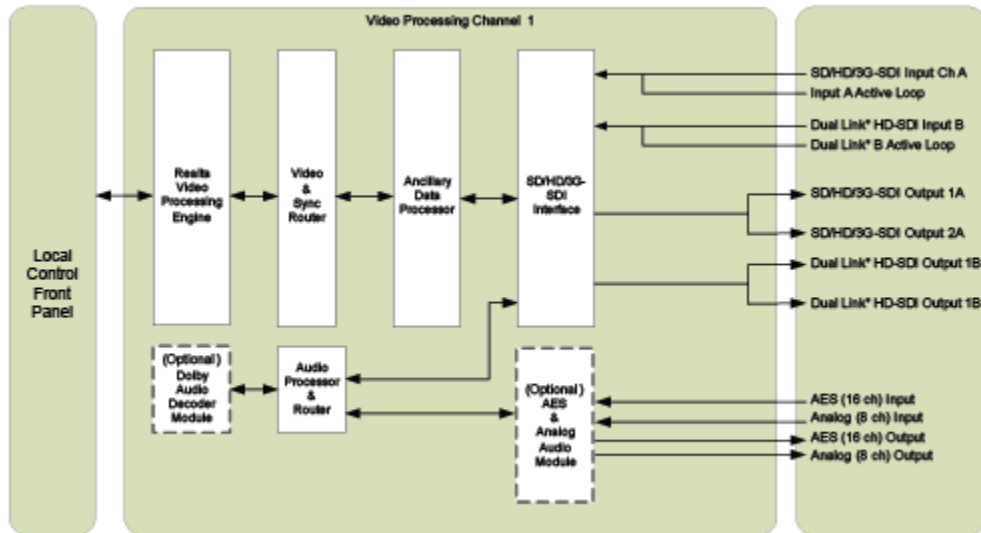 Video Processing Channel 1
Local
Control
Front
Panel
Realta
Video
Processing
Engine
Video
&
Sync
Router
Ancillary
Data
Processor
SD/HD/3G-
SDI
Interface
(Optional)
Dolby
Audio
Decoder
Module
Audio
Processor
&
Router
(Optional)
AES
&
Analog
Audio
Module
SD/HD/3G-SDI Input Ch A
Input A Active Loop
Dual Link* HD-SDI Input B
Dual Link* B Active Loop
SD/HD/3G-SDI Output 1A
SD/HD/3G-SDI Output 2A
Dual Link* HD-SDI Output 1B
Dual Link* HD-SDI Output 1B
AES (16 ch) Input
Analog (8 ch) Input
AES (16 ch) Output
Analog (8 ch) Output